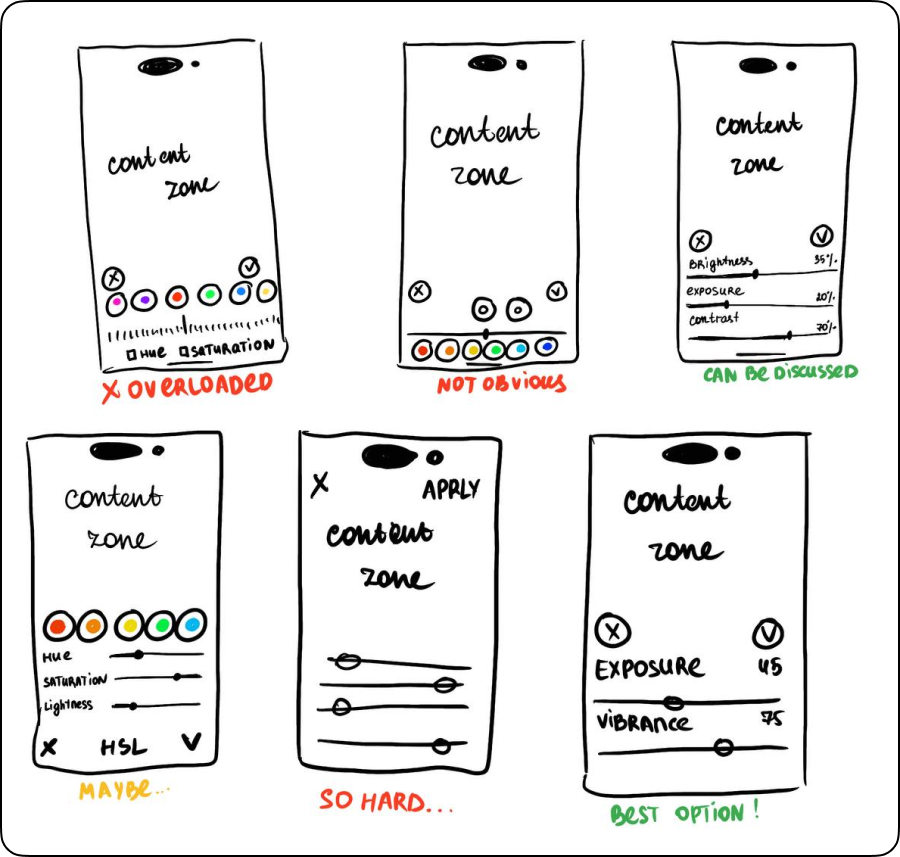 content
zone
X
V
HUE SATURATION
X OVERLOADED
content
zone
X
V
NOT OBVIOUS
content
zone
X
V
Brightness 35%
exposure 20%
contrast 70%
CAN BE DISCUSSED
content
zone
HUE
SATURATION
Lightness
X HSL V
MAYBE...
X APRLY
content
zone
SO HARD...
content
zone
X
V
EXPOSURE 45
VIBRANCE 75
BEST OPTION!